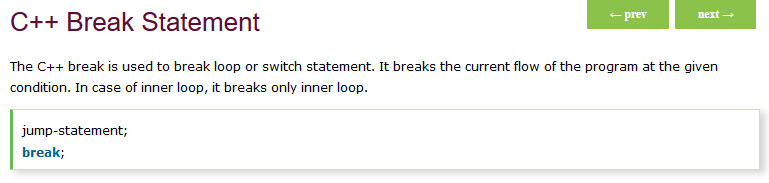 C++ Break Statement
← prev
next →
The C++ break is used to break loop or switch statement. It breaks the current flow of the program at the given
condition. In case of inner loop, it breaks only inner loop.
jump-statement;
break;